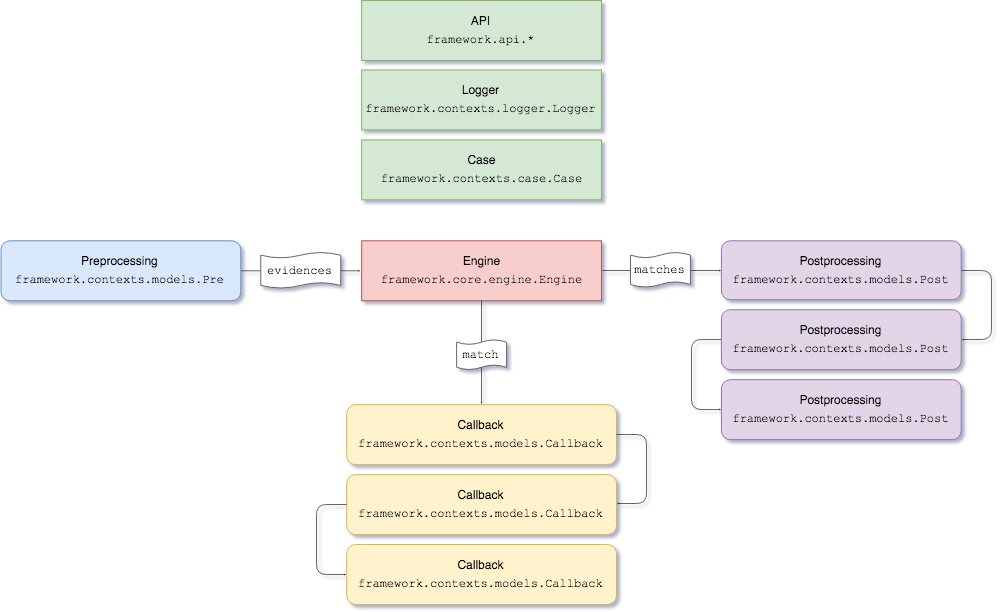 API
framework.api.*
Logger
framework.contexts.logger.Logger
Case
framework.contexts.case.Case
Preprocessing
framework.contexts.models.Pre
evidences
Engine
framework.core.engine.Engine
matches
Postprocessing
framework.contexts.models.Post
Postprocessing
framework.contexts.models.Post
Postprocessing
framework.contexts.models.Post
match
Callback
framework.contexts.models.Callback
Callback
framework.contexts.models.Callback
Callback
framework.contexts.models.Callback